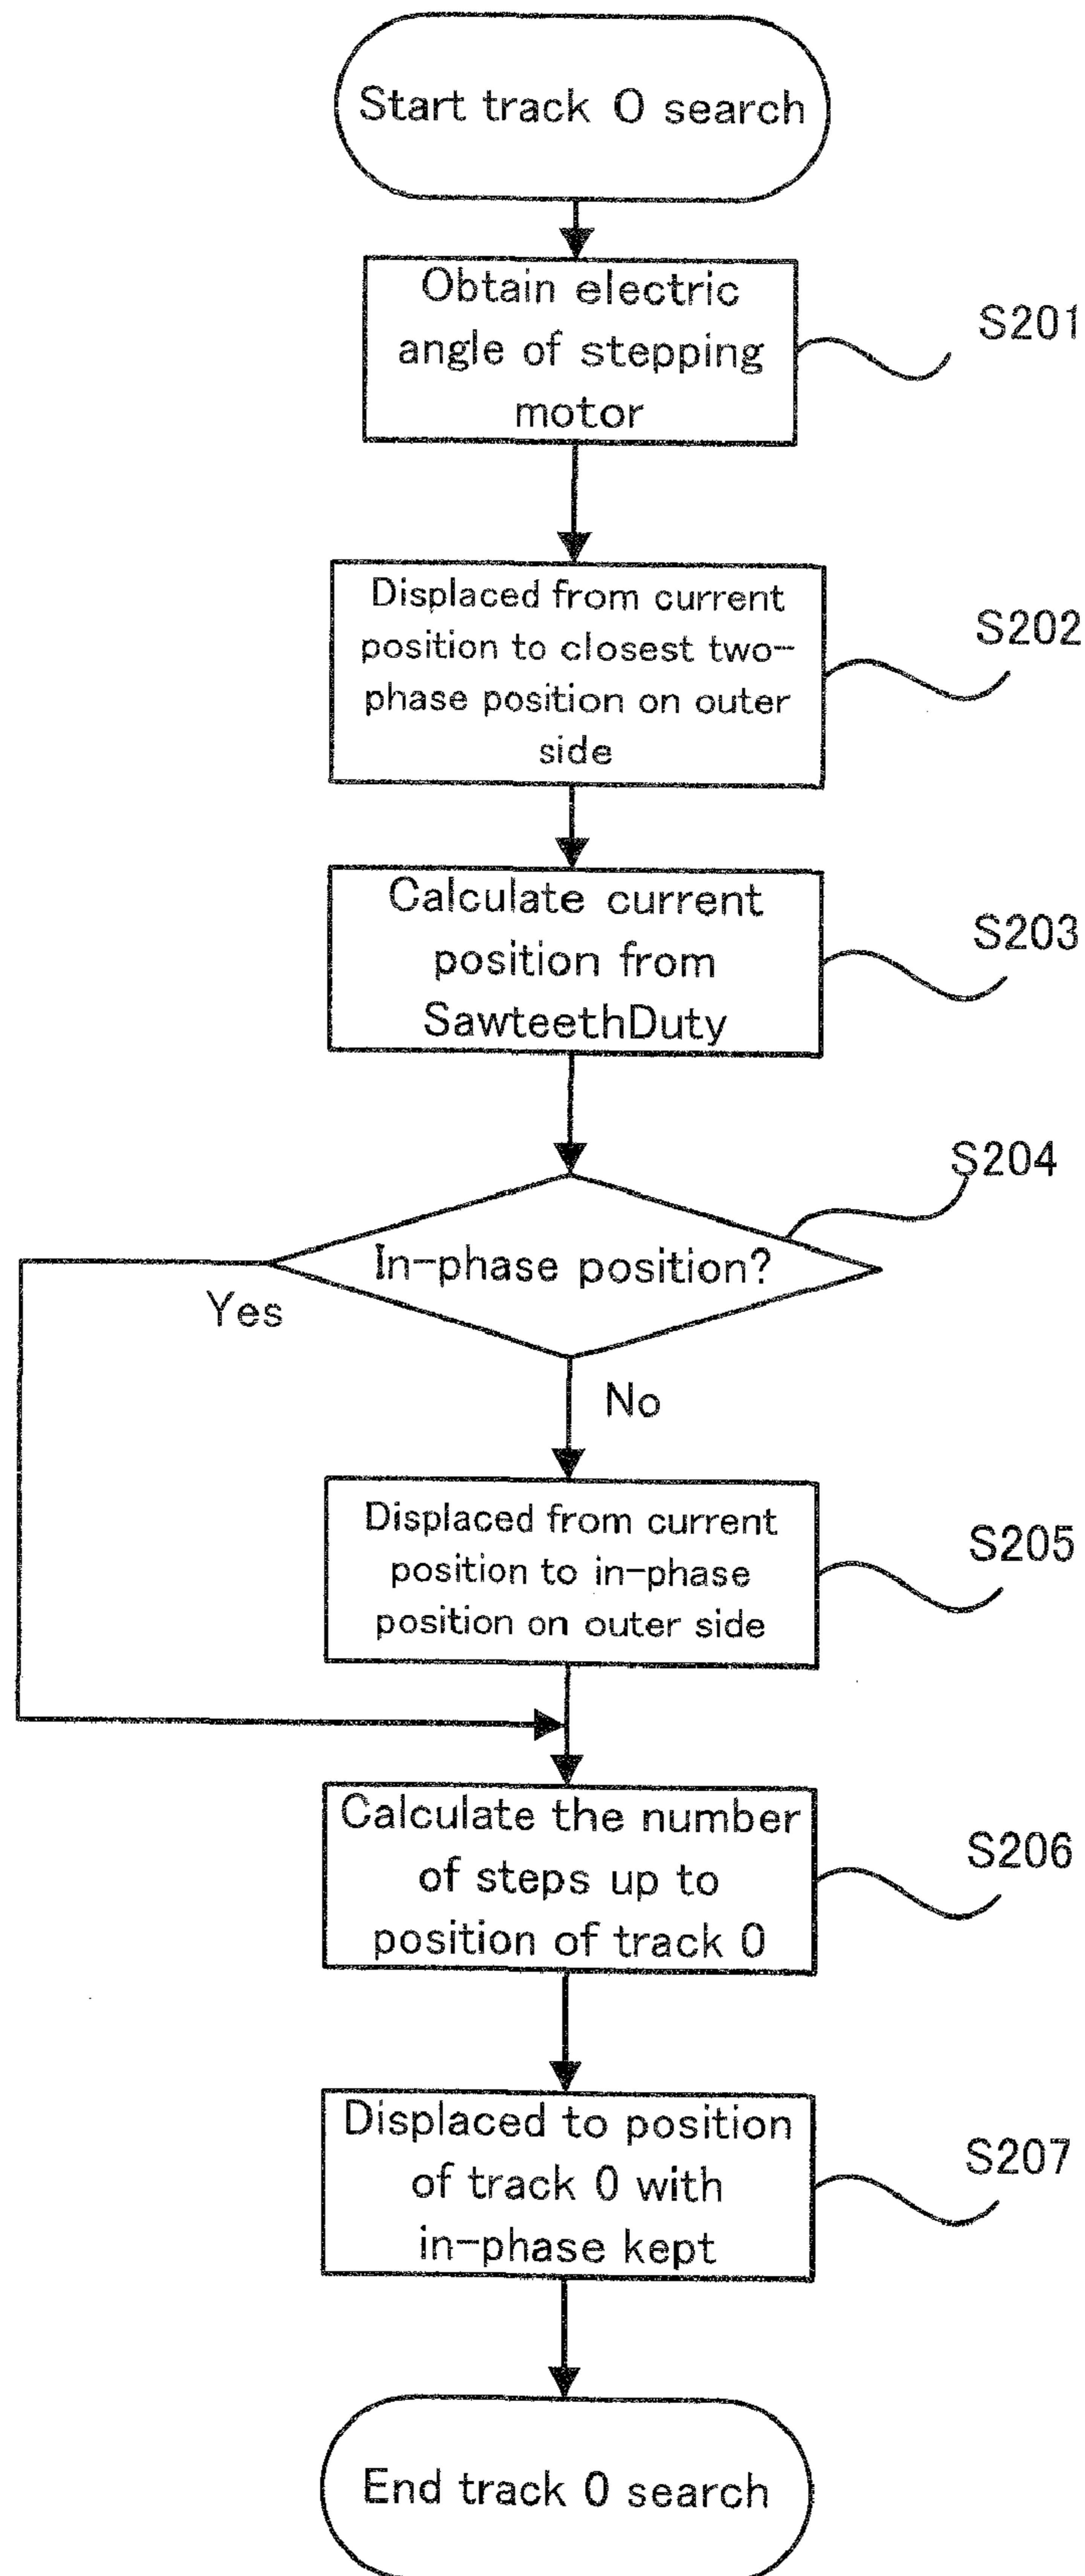 Start track 0 search
Obtain electric
angle of stepping
motor
S201
Displaced from current
position to closest two-
phase position on outer
side
S202
Calculate current
position from
SawteethDuty
S203
S204
In-phase position?
Yes
No
Displaced from current
position to in-phase
position on outer side
S205
Calculate the number
of steps up to
position of track 0
S206
Displaced to position
of track 0 with
in-phase kept
S207
End track 0 search